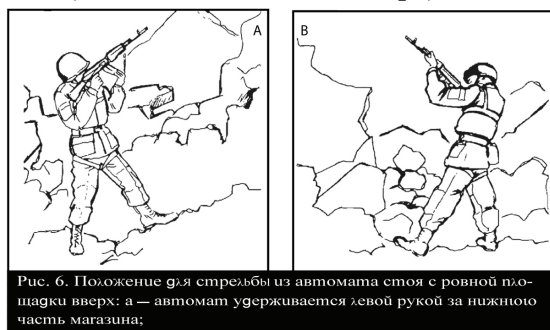 A
B
Рис. 6. Положение для стрельбы из автомата стоя с ровной пло-
щадки вверх: а — автомат удерживается левой рукой за нижнюю
часть магазина;